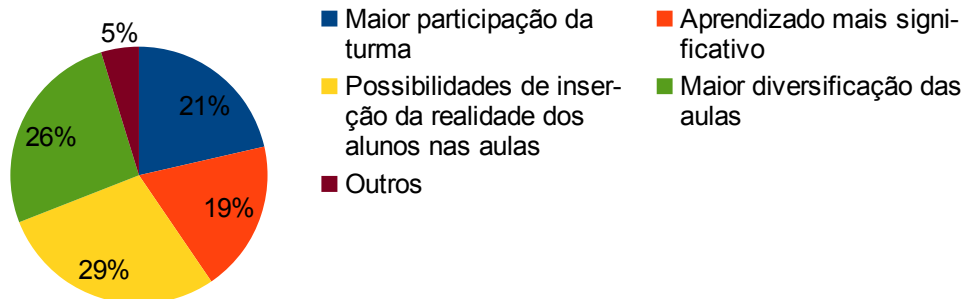 5%
21%
26%
19%
29%
Maior participação da
turma
Aprendizado mais signi-
ficativo
Possibilidades de inser-
ção da realidade dos
alunos nas aulas
Maior diversificação das
aulas
Outros